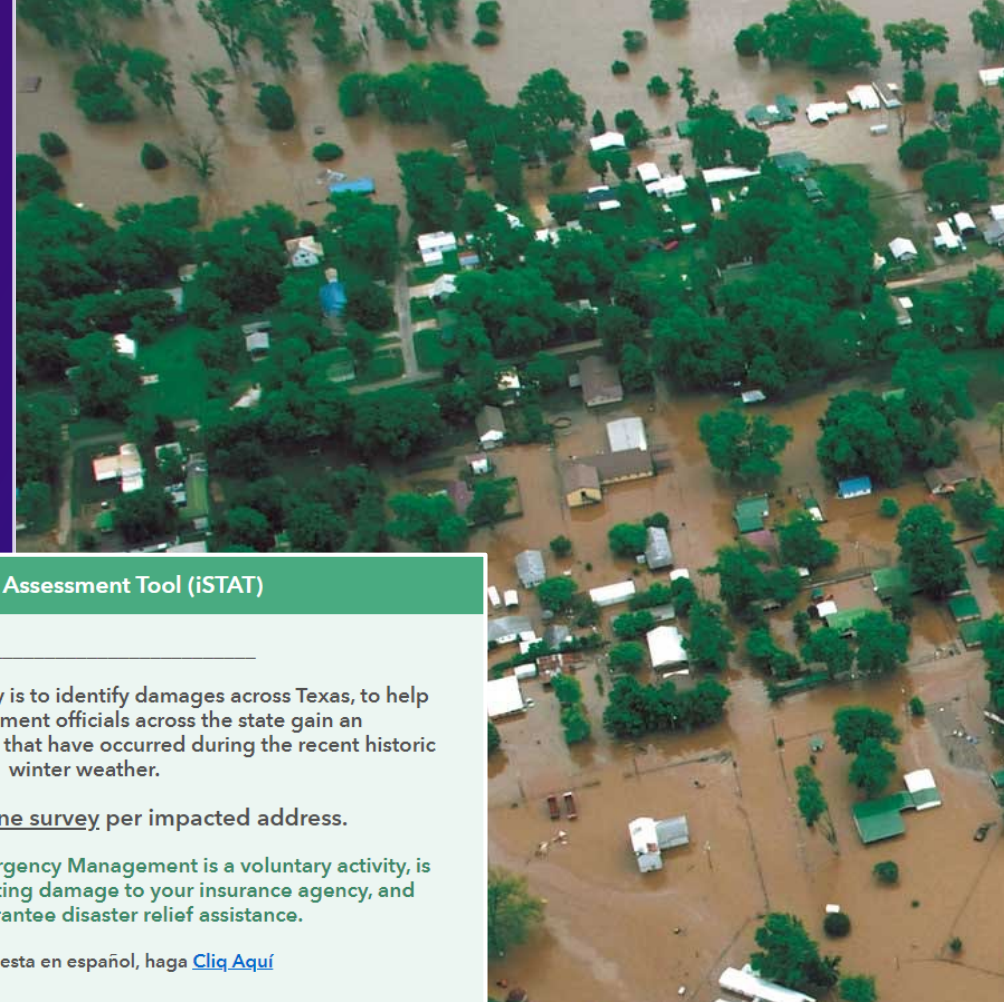 Assessment Tool (iSTAT)
is to identify damages across Texas, to help
ment officials across the state gain an
that have occurred during the recent historic
winter weather.
ne survey per impacted address.
rgency Management is a voluntary activity, is
ting damage to your insurance agency, and
rantee disaster relief assistance.
esta en español, haga Cliq Aquí